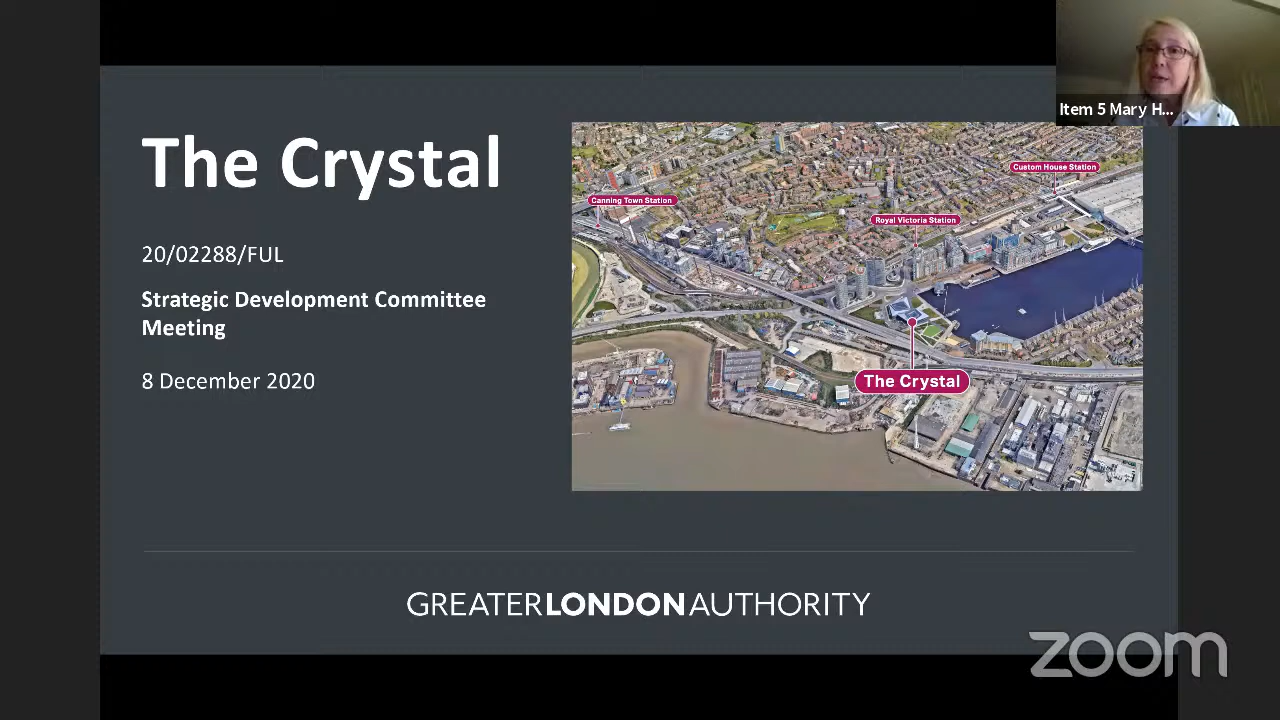 The Crystal
20/02288/FUL
Strategic Development Committee
Meeting
8 December 2020
Canning Town Station
Custom House Station
Royal Victoria Station
The Crystal
GREATERLONDONAUTHORITY
Item 5 Mary H...
zoom